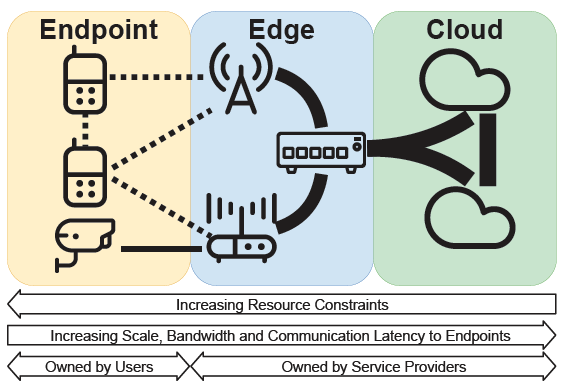 Endpoint Edge Cloud
Increasing Resource Constraints
Increasing Scale, Bandwidth and Communication Latency to Endpoints
Owned by Users Owned by Service Providers